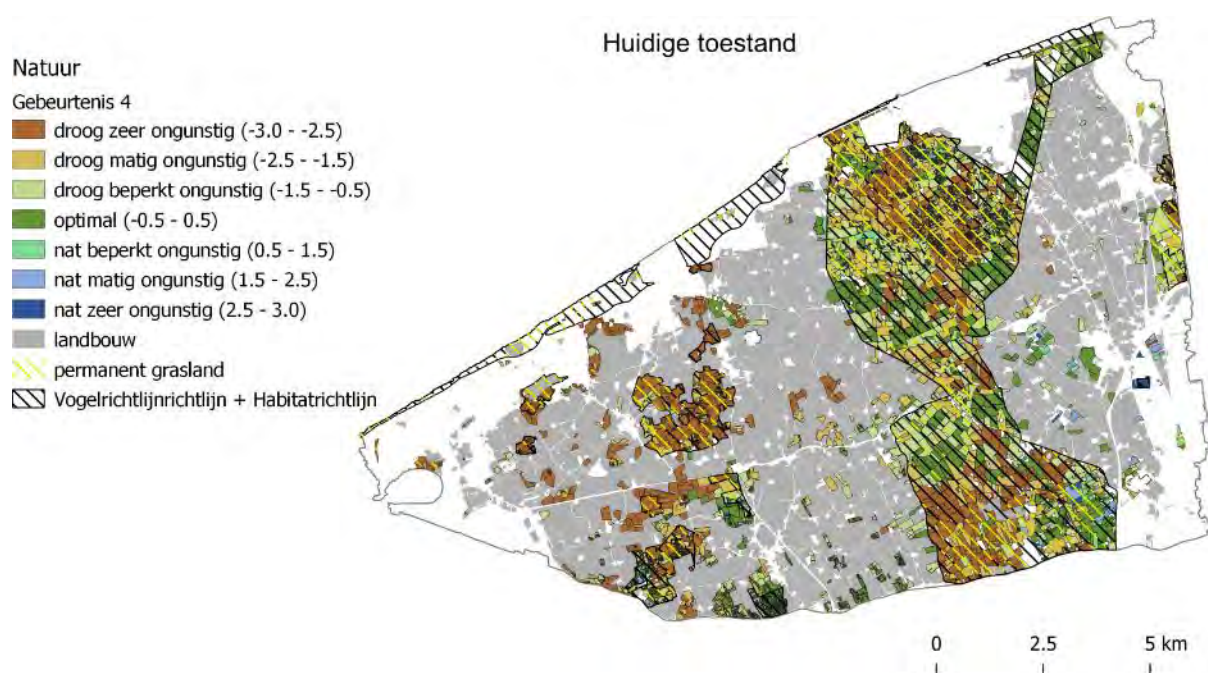 Huidige toestand
Natuur
Gebeurtenis 4
droog zeer ongunstig (-3.0 - -2.5)
droog matig ongunstig (-2.5 - -1.5)
droog beperkt ongunstig (-1.5 - -0.5)
optimal (-0.5 - 0.5)
nat beperkt ongunstig (0.5 - 1.5)
nat matig ongunstig (1.5 - 2.5)
nat zeer ongunstig (2.5 - 3.0)
landbouw
permanent grasland
Vogelrichtlijnrichtlijn + Habitatrichtlijn
0 2.5 5 km